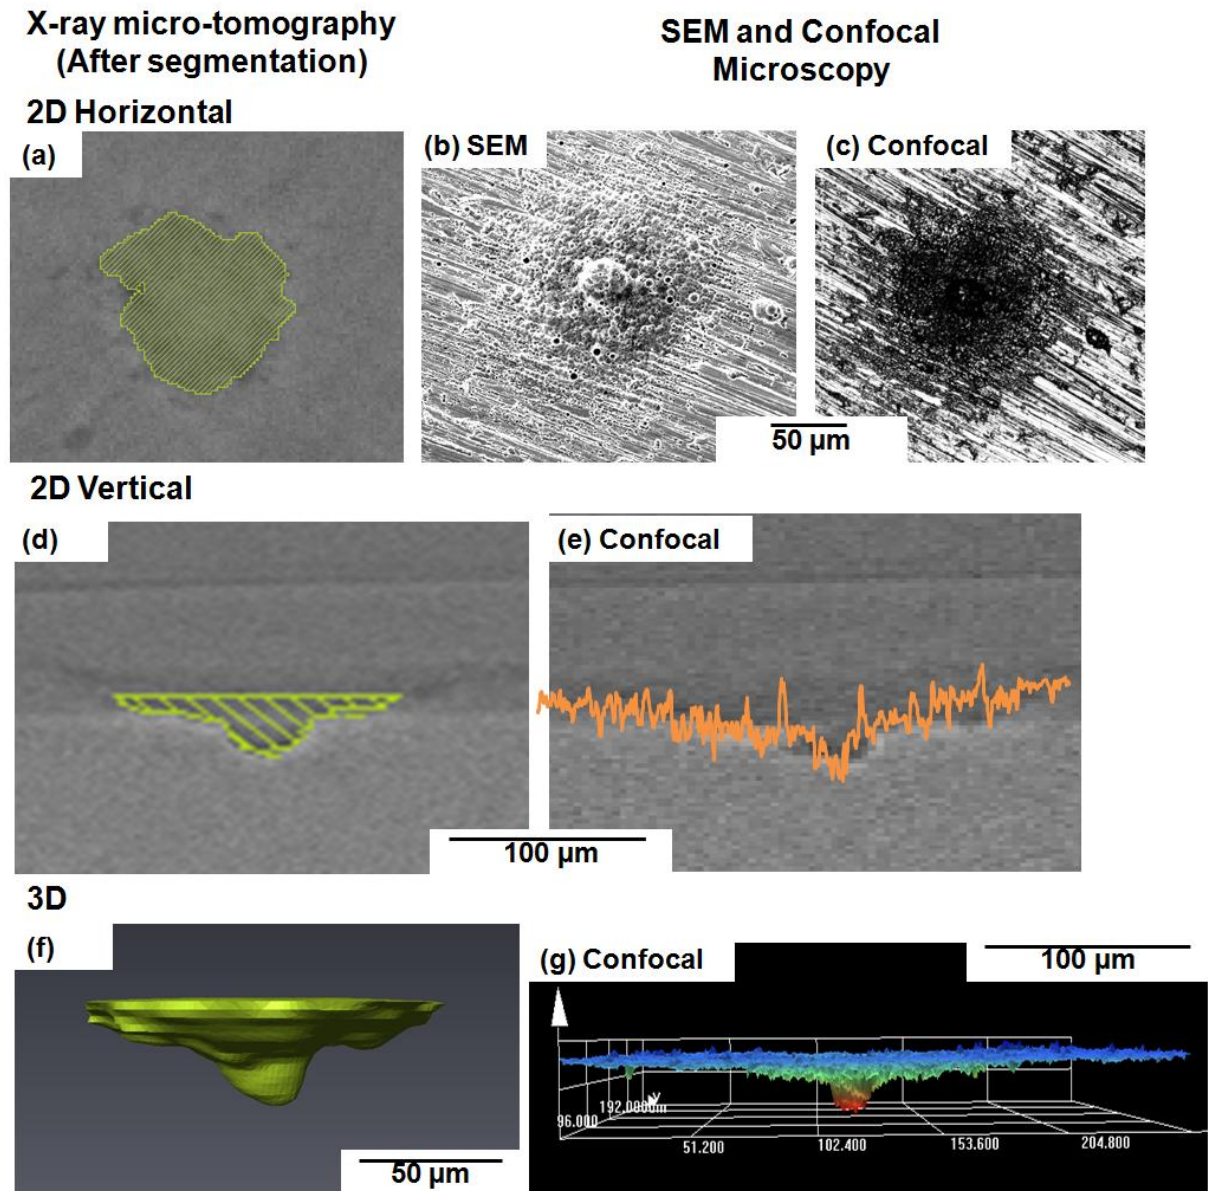 X-ray micro-tomography
(After segmentation)
SEM and Confocal
Microscopy
2D Horizontal
(a)
(b) SEM
(c) Confocal
50 µm
2D Vertical
(d)
(e) Confocal
100 µm
3D
(f)
50 µm
(g) Confocal
100 µm
96.000
51.200
102.400
153.600
204.800